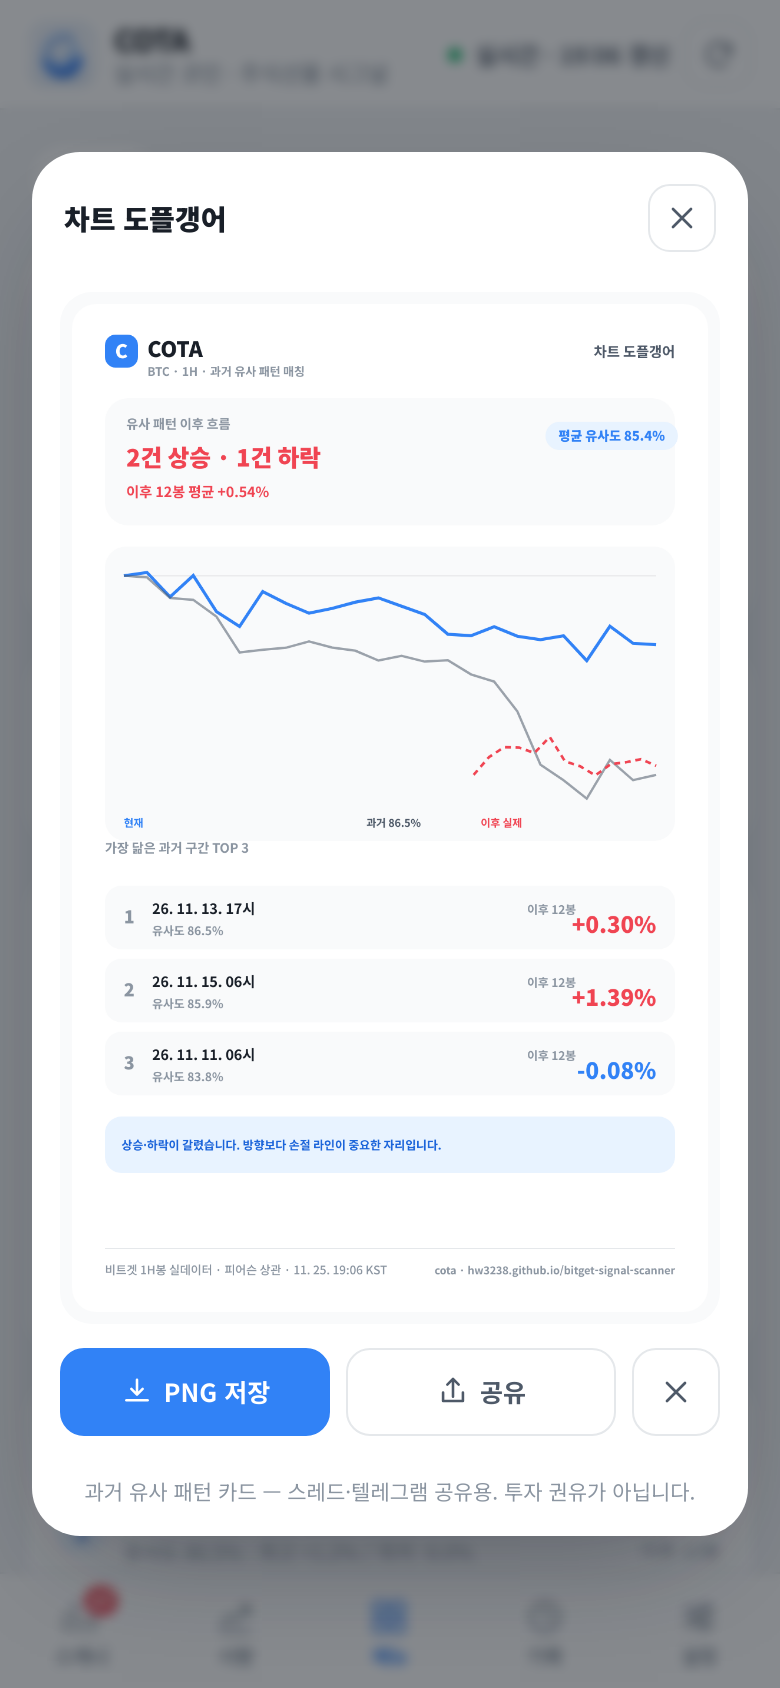 COTA
차트 도플갱어
C COTA
차트 도플갱어
BTC · 1H · 과거 유사 패턴 매칭
유사 패턴 이후 흐름
평균 유사도 85.4%
2건 상승 · 1건 하락
이후 12봉 평균 +0.54%
현재
과거 86.5%
이후 실제
가장 닮은 과거 구간 TOP 3
1
26. 11. 13. 17시
유사도 86.5%
이후 12봉
+0.30%
2
26. 11. 15. 06시
유사도 85.9%
이후 12봉
+1.39%
3
26. 11. 11. 06시
유사도 83.8%
이후 12봉
-0.08%
상승·하락이 갈렸습니다. 방향보다 손절 라인이 중요한 자리입니다.
비트겟 1H봉 실데이터 · 피어슨 상관 · 11. 25. 19:06 KST
cota · hw3238.github.io/bitget-signal-scanner
PNG 저장
공유
과거 유사 패턴 카드 — 스레드·텔레그램 공유용. 투자 권유가 아닙니다.